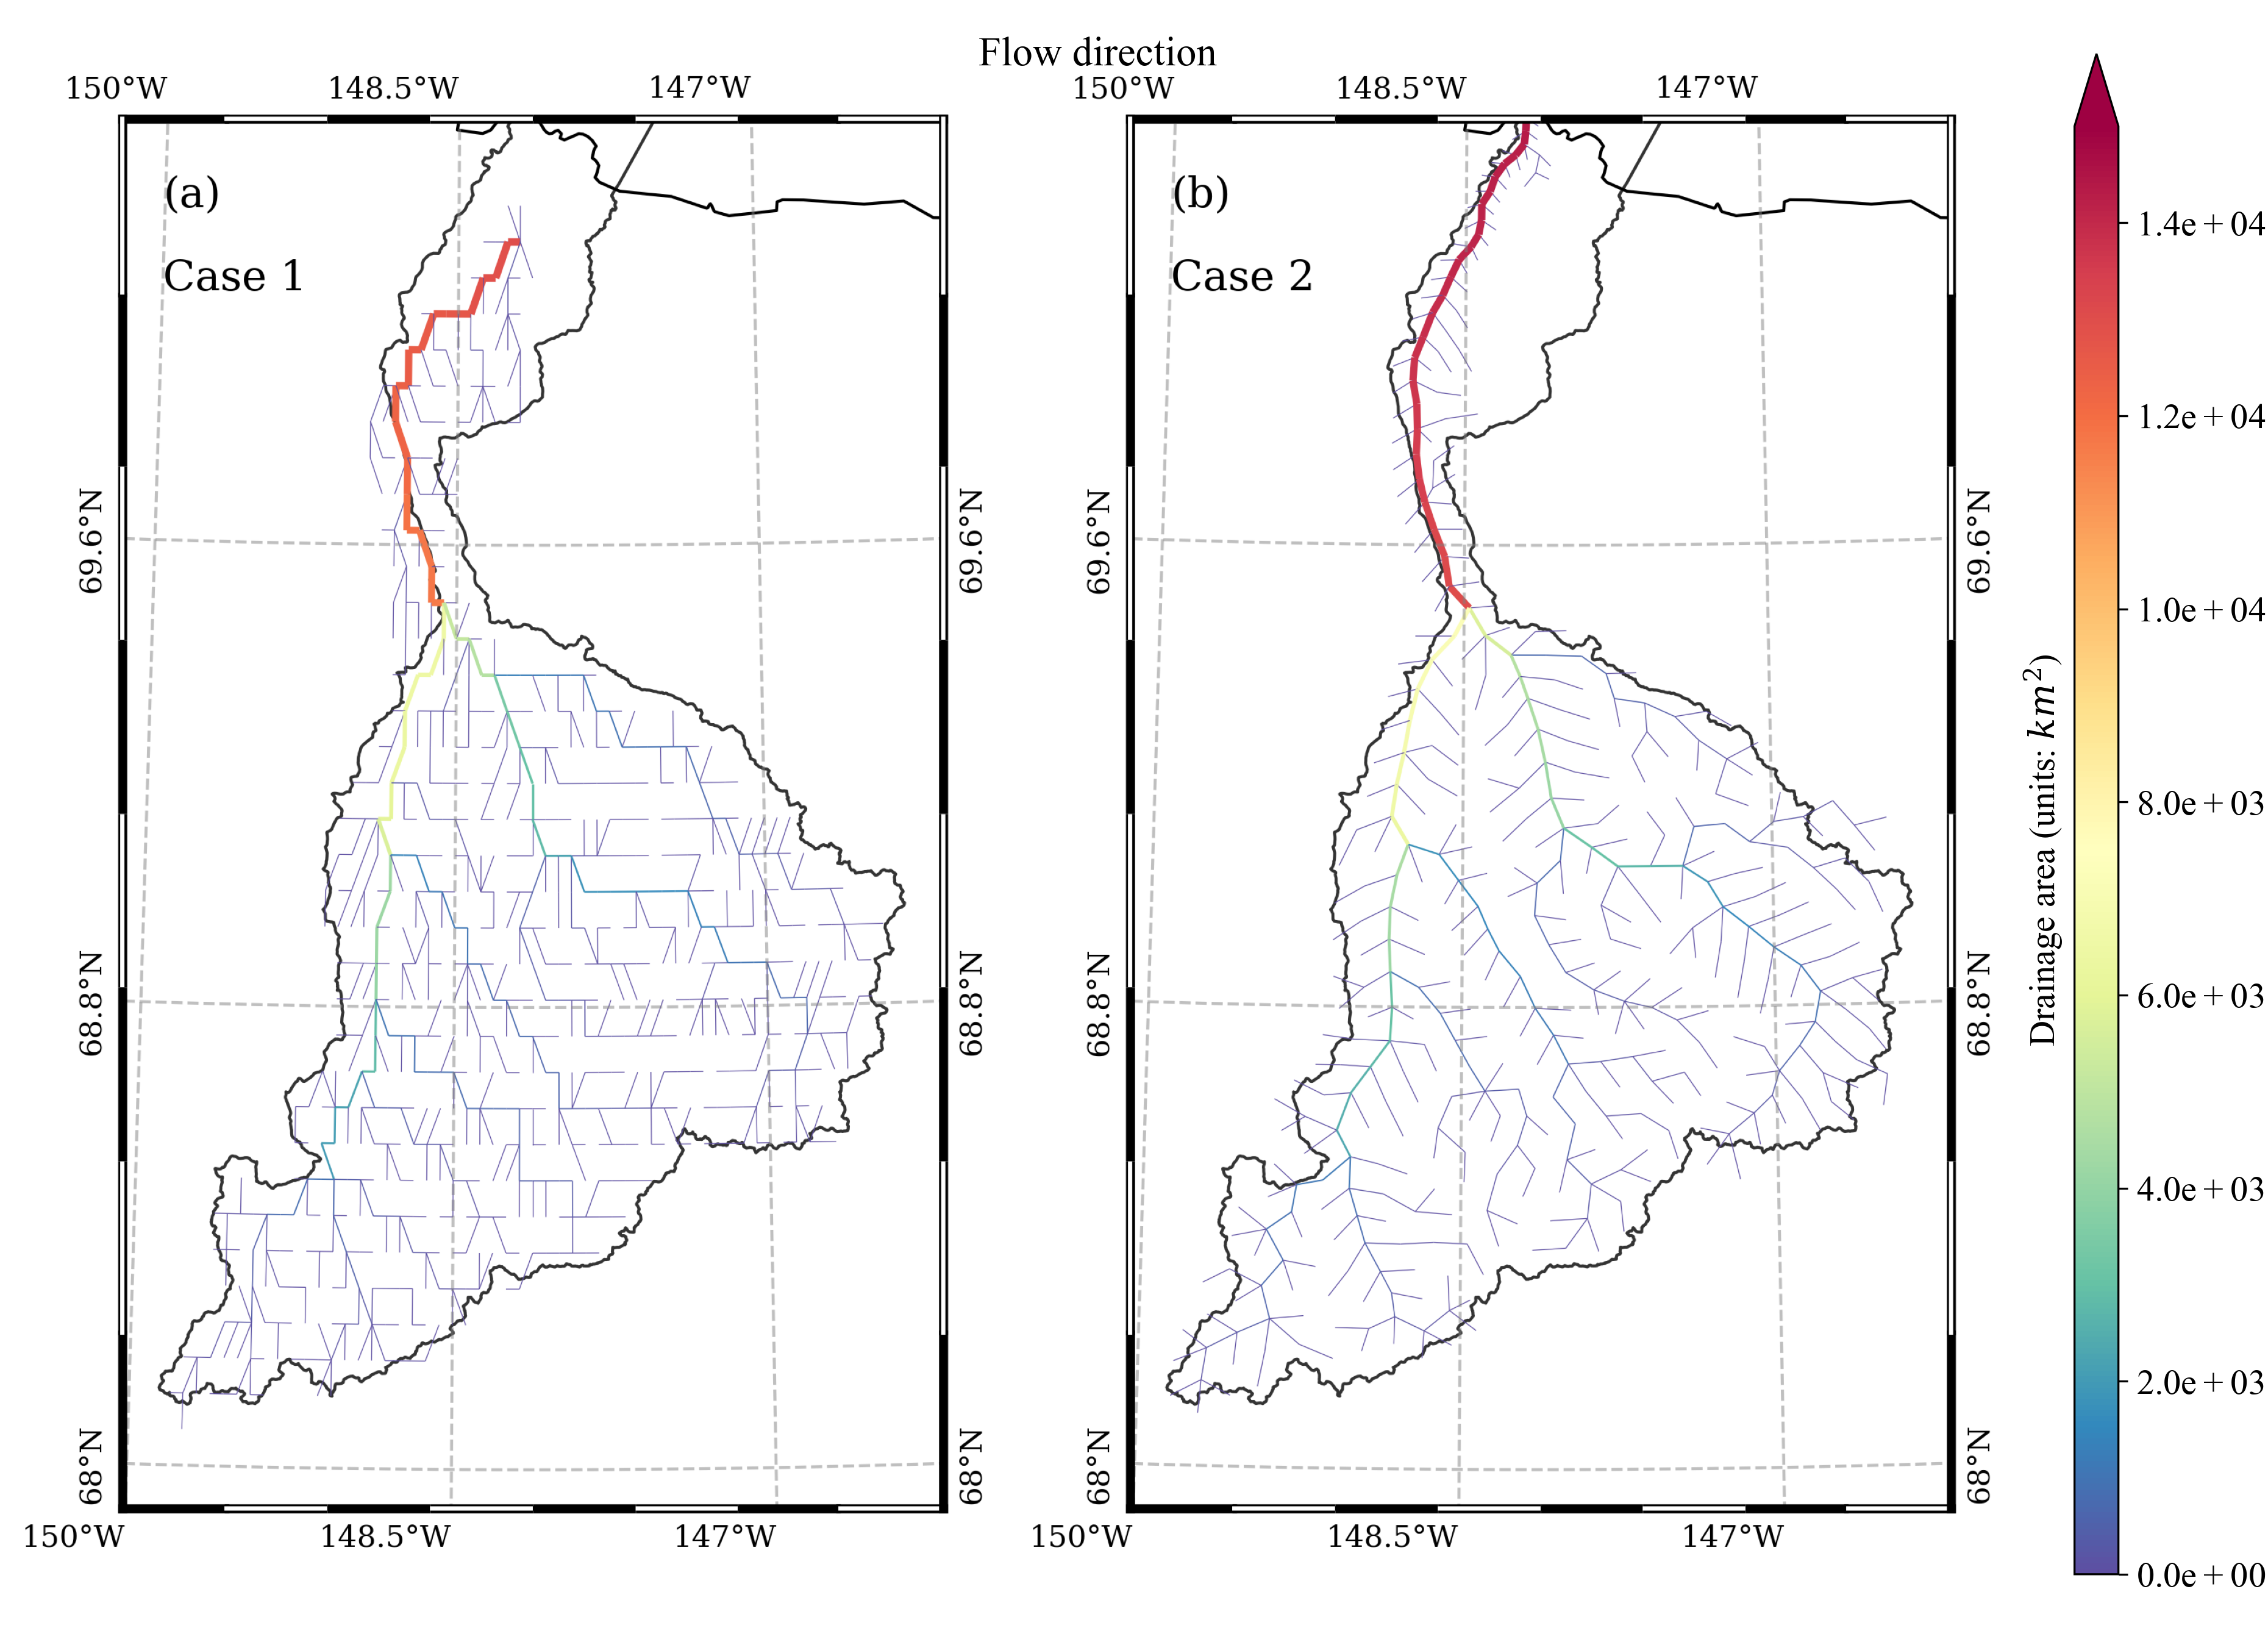 Flow direction
150°W 148.5°W 147°W
150°W 148.5°W 147°W
(a)
Case 1
(b)
Case 2
69.6°N 69.6°N 69.6°N 69.6°N
68.8°N 68.8°N 68.8°N 68.8°N
68°N 68°N 68°N 68°N
150°W 148.5°W 147°W
150°W 148.5°W 147°W
Drainage area (units: km²)
1.4e+04
1.2e+04
1.0e+04
8.0e+03
6.0e+03
4.0e+03
2.0e+03
0.0e+00